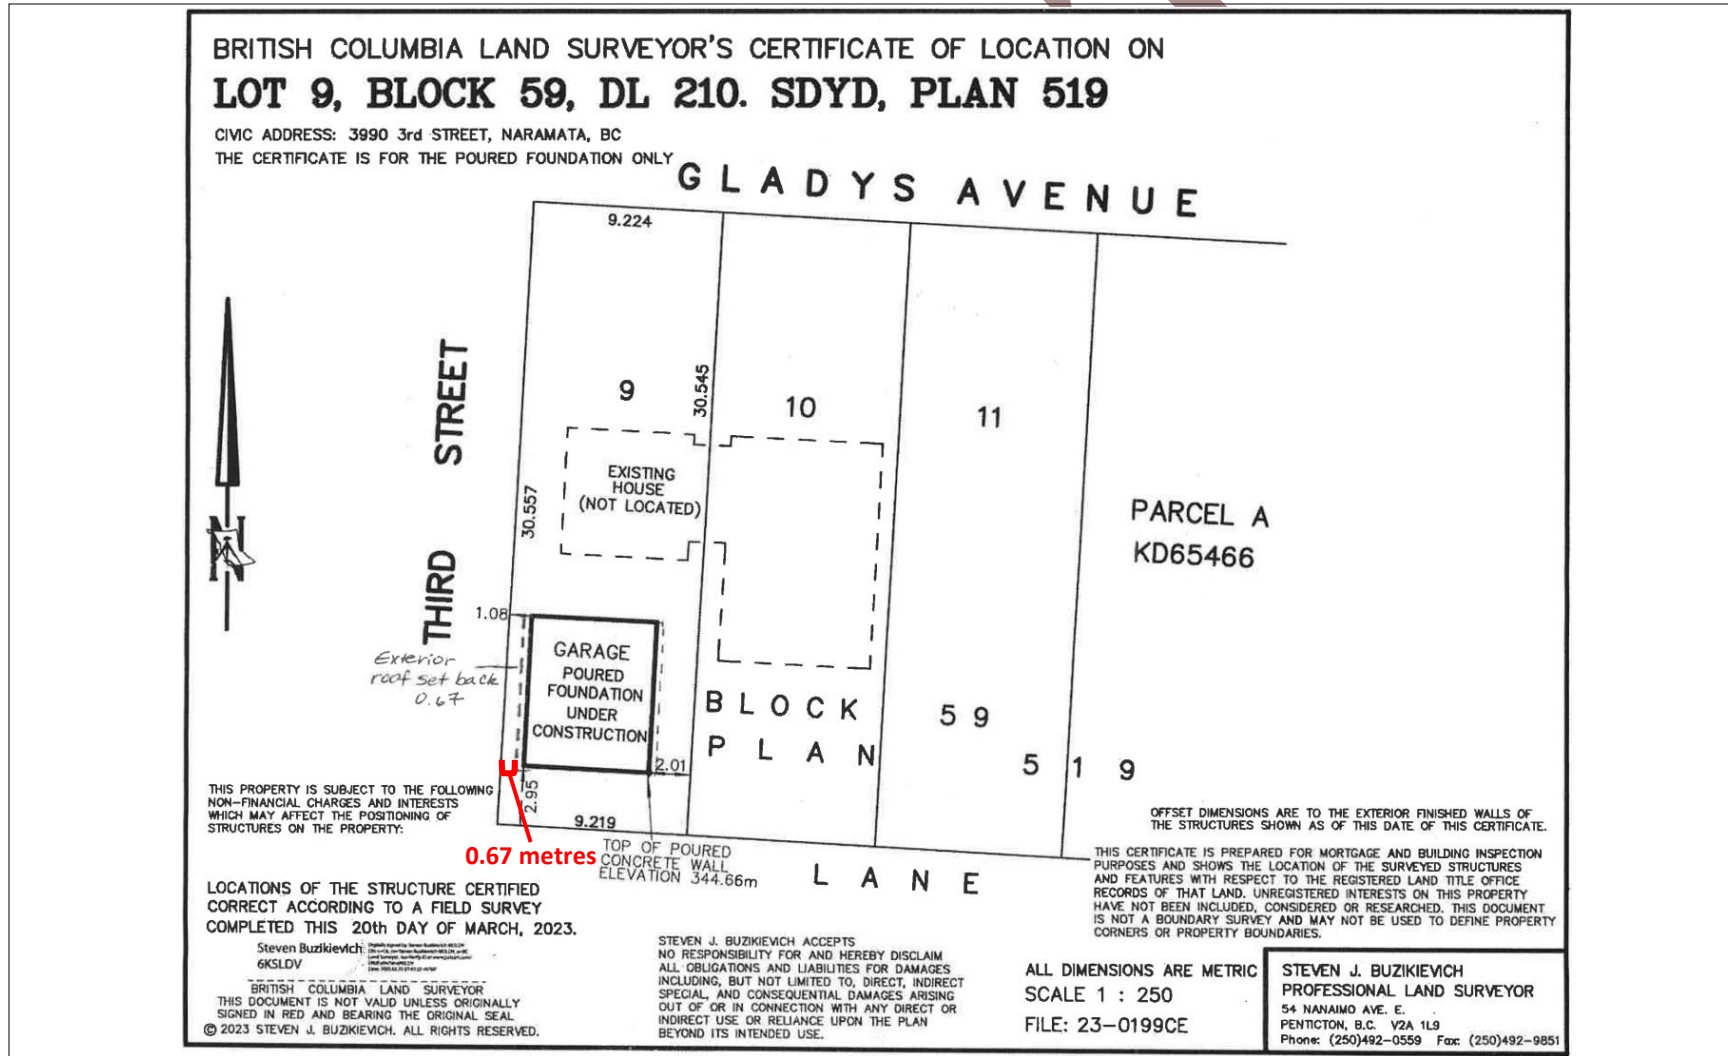 BRITISH COLUMBIA LAND SURVEYOR'S CERTIFICATE OF LOCATION ON
LOT 9, BLOCK 59, DL 210. SDYD, PLAN 519
CIVIC ADDRESS: 3990 3rd STREET, NARAMATA, BC
THE CERTIFICATE IS FOR THE POURED FOUNDATION ONLY
GLADYS AVENUE
9.224
THIRD STREET
30.557
30.545
9
10
11
EXISTING
HOUSE
(NOT LOCATED)
PARCEL A
KD65466
N
1.08
Exterior
roof set back
0.67
GARAGE
POURED
FOUNDATION
UNDER
CONSTRUCTION
BLOCK 59
PLAN 519
2.01
2.95
9.219
0.67 metres
TOP OF POURED
CONCRETE WALL
ELEVATION 344.66m
LANE
THIS PROPERTY IS SUBJECT TO THE FOLLOWING
NON-FINANCIAL CHARGES AND INTERESTS
WHICH MAY AFFECT THE POSITIONING OF
STRUCTURES ON THE PROPERTY:
OFFSET DIMENSIONS ARE TO THE EXTERIOR FINISHED WALLS OF
THE STRUCTURES SHOWN AS OF THIS DATE OF THIS CERTIFICATE.
THIS CERTIFICATE IS PREPARED FOR MORTGAGE AND BUILDING INSPECTION
PURPOSES AND SHOWS THE LOCATION OF THE SURVEYED STRUCTURES
AND FEATURES WITH RESPECT TO THE REGISTERED LAND TITLE OFFICE
RECORDS OF THAT LAND. UNREGISTERED INTERESTS ON THIS PROPERTY
HAVE NOT BEEN INCLUDED, CONSIDERED OR RESEARCHED. THIS DOCUMENT
IS NOT A BOUNDARY SURVEY AND MAY NOT BE USED TO DEFINE PROPERTY
CORNERS OR PROPERTY BOUNDARIES.
LOCATIONS OF THE STRUCTURE CERTIFIED
CORRECT ACCORDING TO A FIELD SURVEY
COMPLETED THIS 20th DAY OF MARCH, 2023.
Steven Buzikievich
6KSLDV
BRITISH COLUMBIA LAND SURVEYOR
THIS DOCUMENT IS NOT VALID UNLESS ORIGINALLY
SIGNED IN RED AND BEARING THE ORIGINAL SEAL
© 2023 STEVEN J. BUZIKIEVICH. ALL RIGHTS RESERVED.
STEVEN J. BUZIKIEVICH ACCEPTS
NO RESPONSIBILITY FOR AND HEREBY DISCLAIM
ALL OBLIGATIONS AND LIABILITIES FOR DAMAGES
INCLUDING, BUT NOT LIMITED TO, DIRECT, INDIRECT
SPECIAL, AND CONSEQUENTIAL DAMAGES ARISING
OUT OF OR IN CONNECTION WITH ANY DIRECT OR
INDIRECT USE OR RELIANCE UPON THE PLAN
BEYOND ITS INTENDED USE.
ALL DIMENSIONS ARE METRIC
SCALE 1 : 250
FILE: 23-0199CE
STEVEN J. BUZIKIEVICH
PROFESSIONAL LAND SURVEYOR
54 NANAIMO AVE. E.
PENTICTON, B.C. V2A 1L9
Phone: (250)492-0559 Fax: (250)492-9851